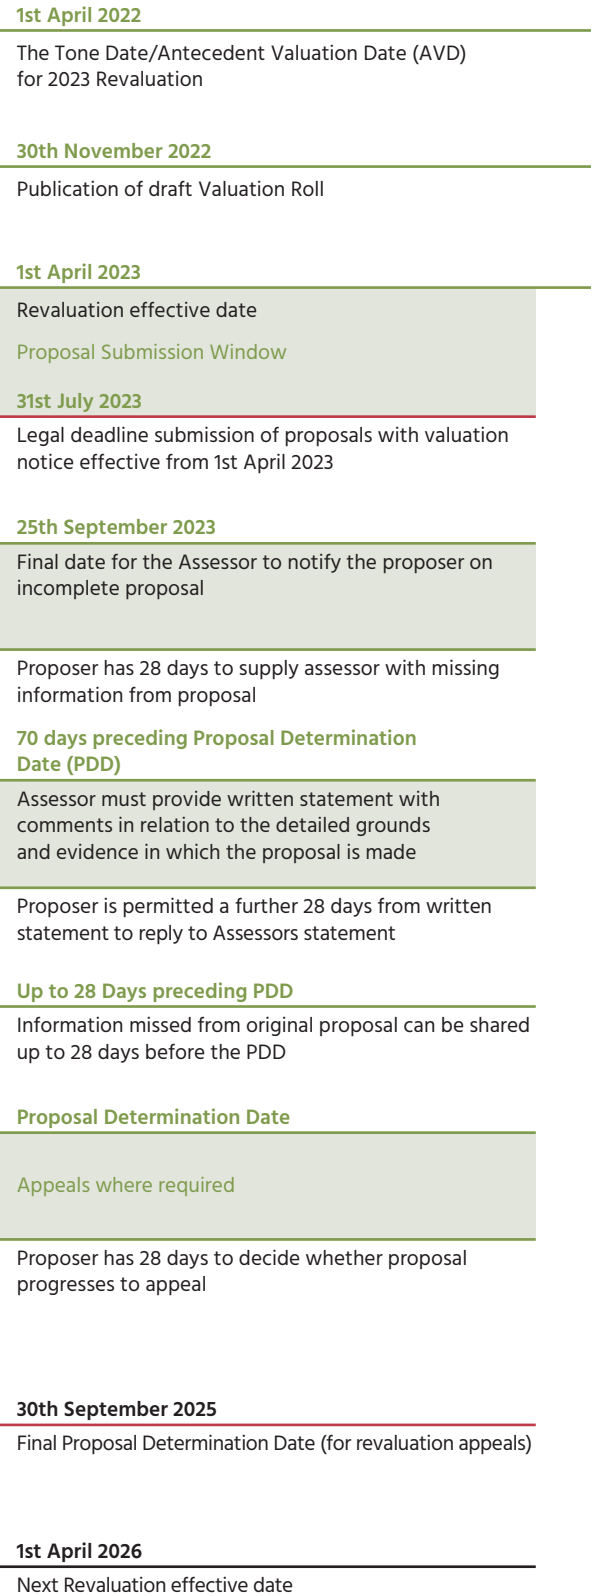 1st April 2022
The Tone Date/Antecedent Valuation Date (AVD)
for 2023 Revaluation
30th November 2022
Publication of draft Valuation Roll
1st April 2023
Revaluation effective date
Proposal Submission Window
31st July 2023
Legal deadline submission of proposals with valuation
notice effective from 1st April 2023
25th September 2023
Final date for the Assessor to notify the proposer on
incomplete proposal
Proposer has 28 days to supply assessor with missing
information from proposal
70 days preceding Proposal Determination
Date (PDD)
Assessor must provide written statement with
comments in relation to the detailed grounds
and evidence in which the proposal is made
Proposer is permitted a further 28 days from written
statement to reply to Assessors statement
Up to 28 Days preceding PDD
Information missed from original proposal can be shared
up to 28 days before the PDD
Proposal Determination Date
Appeals where required
Proposer has 28 days to decide whether proposal
progresses to appeal
30th September 2025
Final Proposal Determination Date (for revaluation appeals)
1st April 2026
Next Revaluation effective date